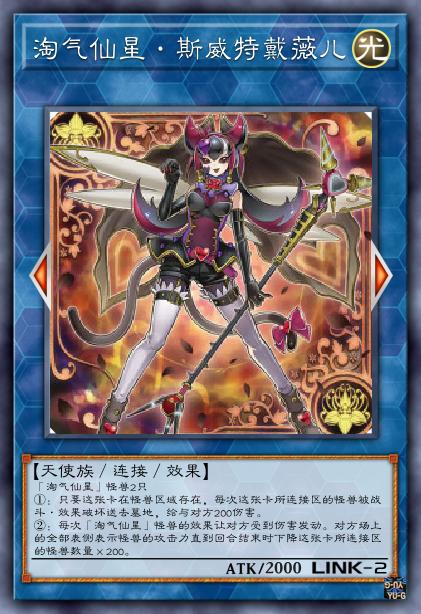 淘气仙星·斯威特戴薇儿
光
【天使族/连接/效果】
「淘气仙星」怪兽2只
①：只要这张卡在怪兽区域存在，每次这张卡所连接区的怪兽被战
斗·效果破坏送去墓地，给与对方200伤害。
②：每次「淘气仙星」怪兽的效果让对方受到伤害发动。对方场上
的全部表侧表示怪兽的攻击力直到回合结束时下降这张卡所连接区
的怪兽数量×200。
ATK/2000 LINK-2